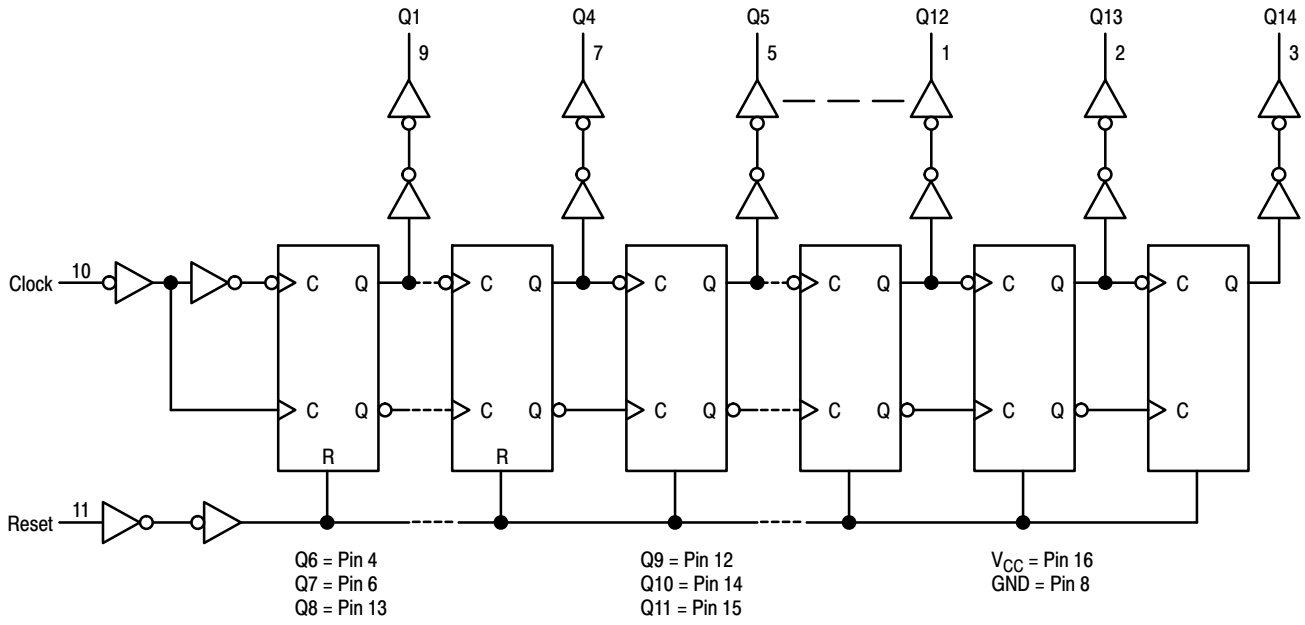 Q1 Q4 Q5 Q12 Q13 Q14
9 7 5 1 2 3
Clock 10 C Q C Q C Q C Q C Q C Q
C Q C Q C Q C Q C Q C
R R
Reset 11
Q6 = Pin 4
Q7 = Pin 6
Q8 = Pin 13
Q9 = Pin 12
Q10 = Pin 14
Q11 = Pin 15
VCC = Pin 16
GND = Pin 8